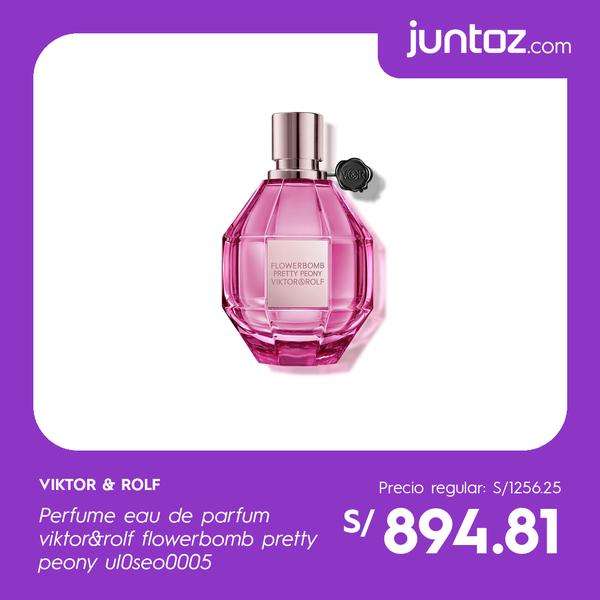 juntoz.com
V&R
FLOWERBOMB
PRETTY PEONY
VIKTOR&ROLF
VIKTOR & ROLF
Perfume eau de parfum
viktor&rolf flowerbomb pretty
peony ul0seo0005
Precio regular: S/1256.25
S/ 894.81